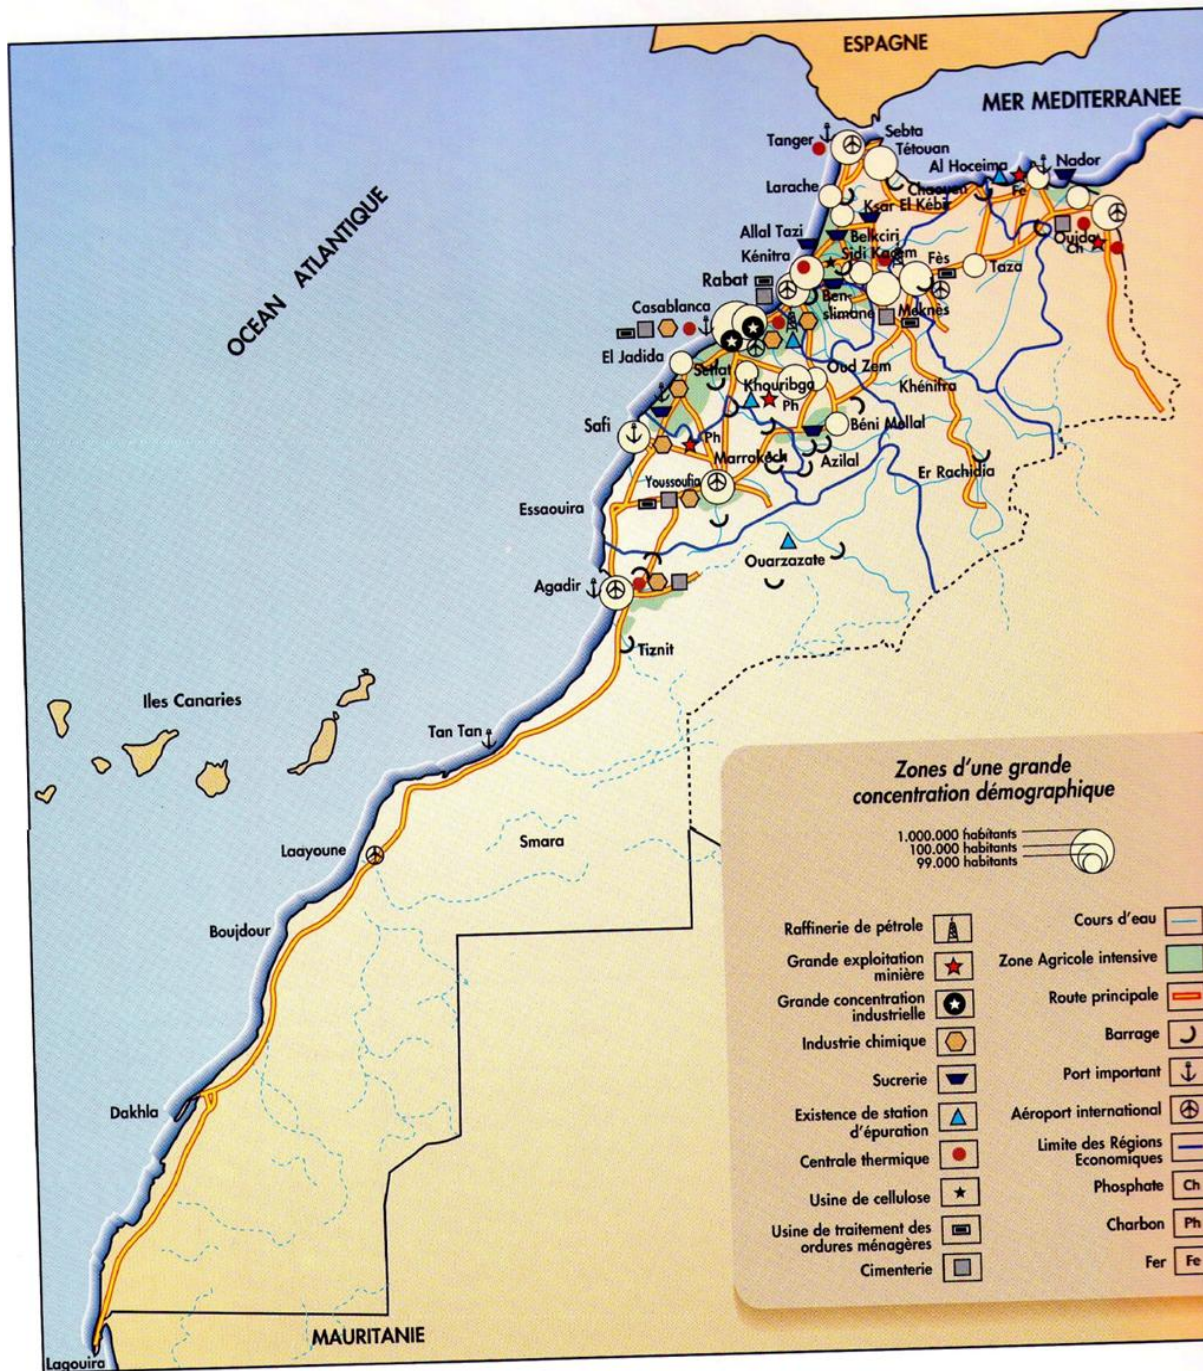 ESPAGNE
MER MEDITERRANEE
OCEAN ATLANTIQUE
Tanger
Sebta
Tétouan
Al Hoceima
Nador
Larache
Chaouen
Fe
Ksar El Kébir
Allal Tazi
Belkciri
Oujda
Ch
Kénitra
Sidi Kacem
Fès
Taza
Rabat
Ben-
slimane
Meknès
Casablanca
El Jadida
Settat
Oud Zem
Khouribga
Khénifra
Ph
Safi
Ph
Béni Mellal
Marrakech
Azilal
Er Rachidia
Youssoufia
Essaouira
Ouarzazate
Agadir
Tiznit
Iles Canaries
Tan Tan
Smara
Laayoune
Boujdour
Dakhla
MAURITANIE
Lagouira
Zones d'une grande
concentration démographique
1.000.000 habitants
100.000 habitants
99.000 habitants
Raffinerie de pétrole
Grande exploitation
minière
Grande concentration
industrielle
Industrie chimique
Sucrerie
Existence de station
d'épuration
Centrale thermique
Usine de cellulose
Usine de traitement des
ordures ménagères
Cimenterie
Cours d'eau
Zone Agricole intensive
Route principale
Barrage
Port important
Aéroport international
Limite des Régions
Economiques
Phosphate Ch
Charbon Ph
Fer Fe